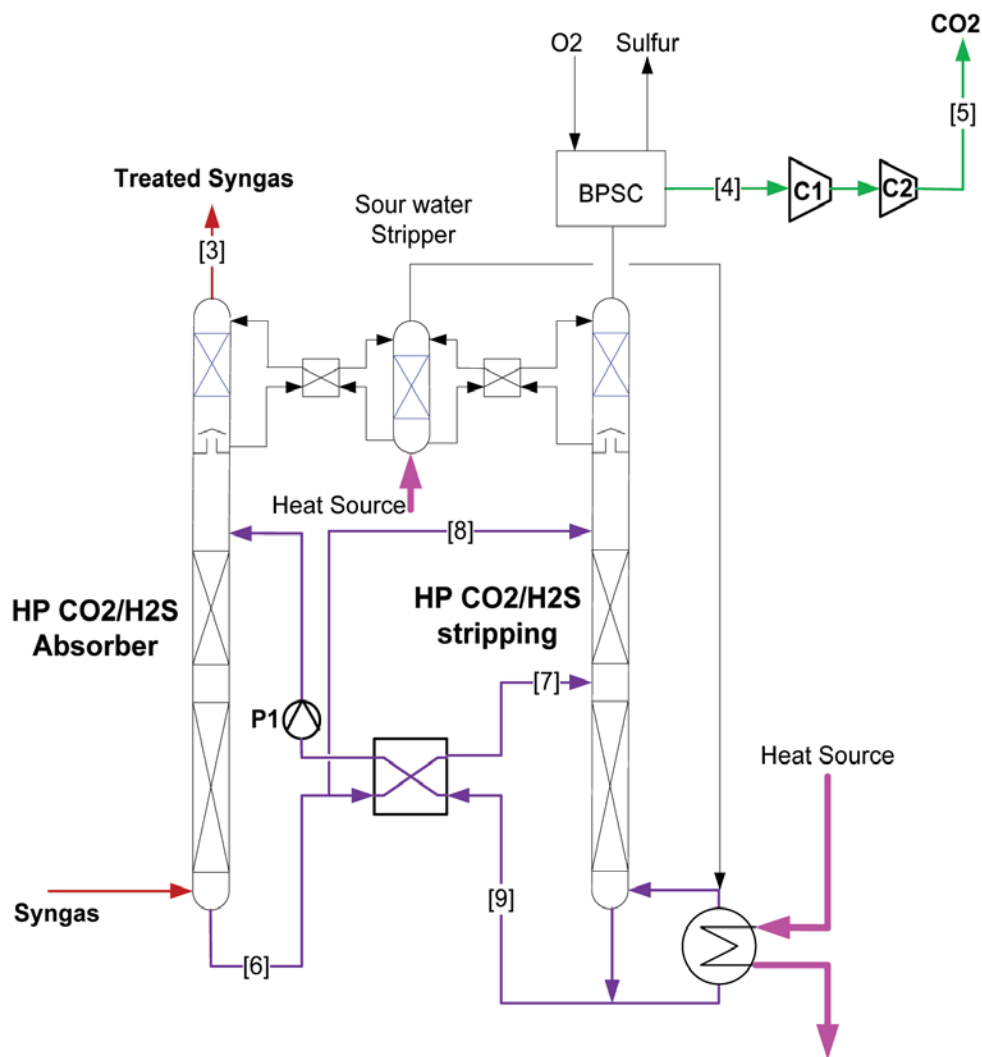 CO2
O2
Sulfur
[5]
Treated Syngas
Sour water
Stripper
BPSC
[4]
C1
C2
[3]
Heat Source
[8]
HP CO2/H2S
Absorber
HP CO2/H2S
stripping
[7]
P1
Heat Source
Syngas
[9]
[6]